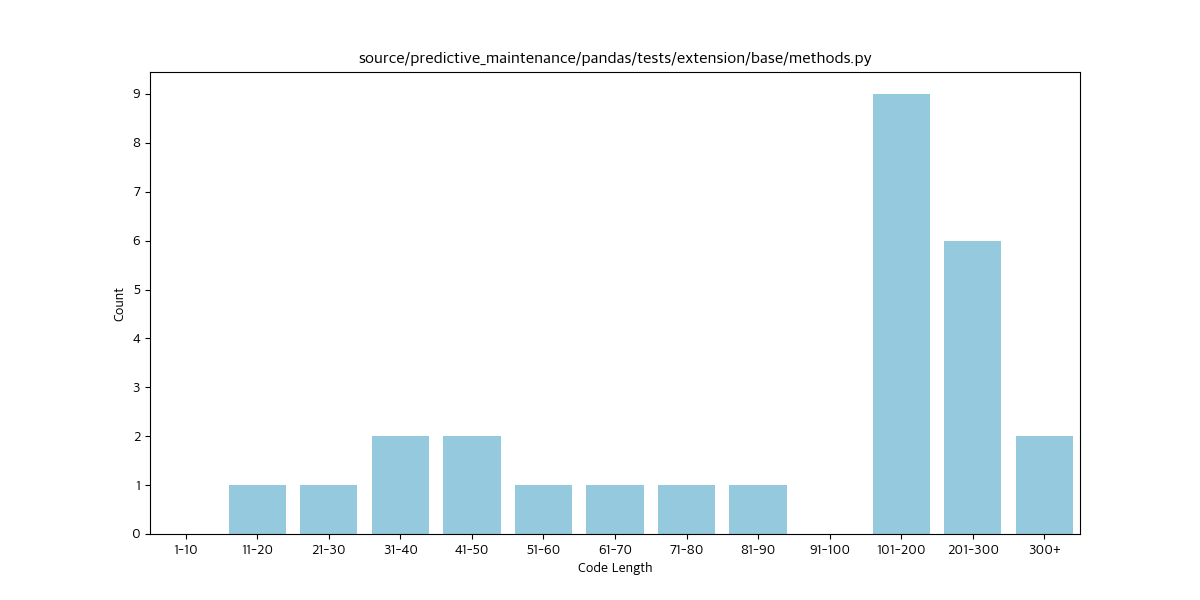 source/predictive_maintenance/pandas/tests/extension/base/methods.py
Count
9
8
7
6
5
4
3
2
1
0
1-10 11-20 21-30 31-40 41-50 51-60 61-70 71-80 81-90 91-100 101-200 201-300 300+
Code Length